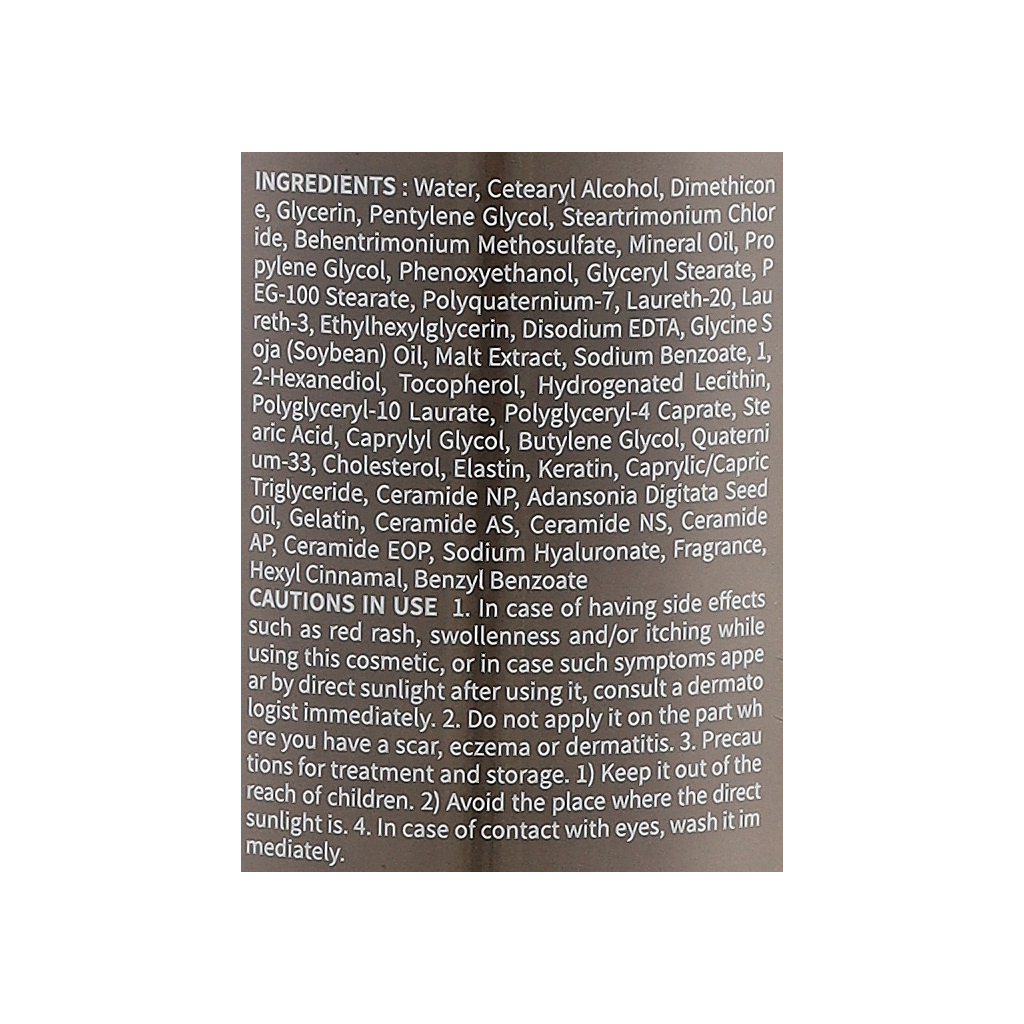 INGREDIENTS : Water, Cetearyl Alcohol, Dimethicon
e, Glycerin, Pentylene Glycol, Steartrimonium Chlor
ide, Behentrimonium Methosulfate, Mineral Oil, Pro
pylene Glycol, Phenoxyethanol, Glyceryl Stearate, P
EG-100 Stearate, Polyquaternium-7, Laureth-20, Lau
reth-3, Ethylhexylglycerin, Disodium EDTA, Glycine S
oja (Soybean) Oil, Malt Extract, Sodium Benzoate, 1,
2-Hexanediol, Tocopherol, Hydrogenated Lecithin,
Polyglyceryl-10 Laurate, Polyglyceryl-4 Caprate, Ste
aric Acid, Caprylyl Glycol, Butylene Glycol, Quaterni
um-33, Cholesterol, Elastin, Keratin, Caprylic/Capric
Triglyceride, Ceramide NP, Adansonia Digitata Seed
Oil, Gelatin, Ceramide AS, Ceramide NS, Ceramide
AP, Ceramide EOP, Sodium Hyaluronate, Fragrance,
Hexyl Cinnamal, Benzyl Benzoate
CAUTIONS IN USE 1. In case of having side effects
such as red rash, swollenness and/or itching while
using this cosmetic, or in case such symptoms appe
ar by direct sunlight after using it, consult a dermato
logist immediately. 2. Do not apply it on the part wh
ere you have a scar, eczema or dermatitis. 3. Precau
tions for treatment and storage. 1) Keep it out of the
reach of children. 2) Avoid the place where the direct
sunlight is. 4. In case of contact with eyes, wash it im
mediately.